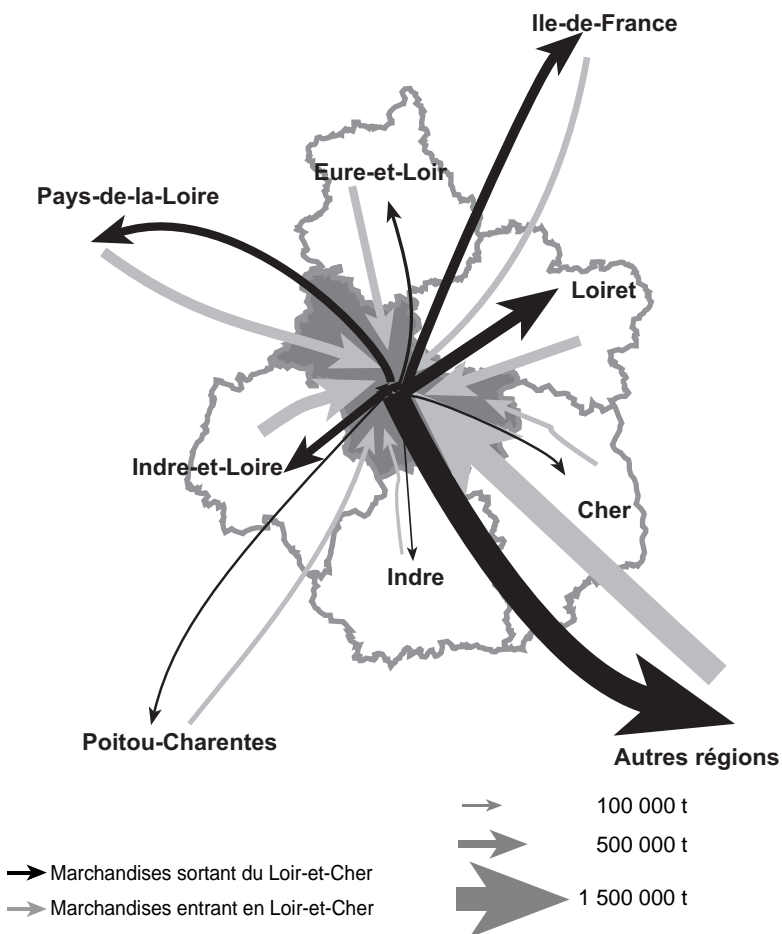 Ile-de-France
Eure-et-Loir
Pays-de-la-Loire
Loiret
Indre-et-Loire
Cher
Indre
Poitou-Charentes
Autres régions
100 000 t
500 000 t
1 500 000 t
Marchandises sortant du Loir-et-Cher
Marchandises entrant en Loir-et-Cher